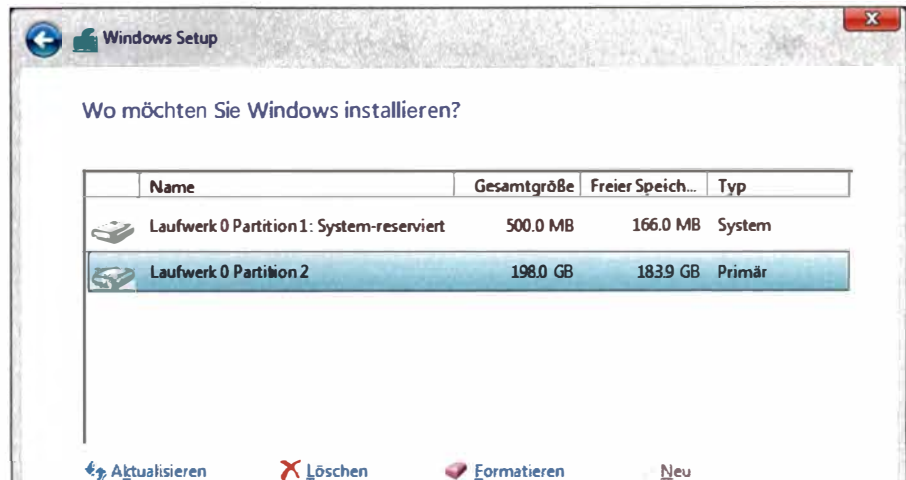 Windows Setup
Wo möchten Sie Windows installieren?
Name Gesamtgröße Freier Speich... Typ
Laufwerk 0 Partition 1: System-reserviert 500.0 MB 166.0 MB System
Laufwerk 0 Partition 2 198.0 GB 183.9 GB Primär
Aktualisieren Löschen Formatieren Neu